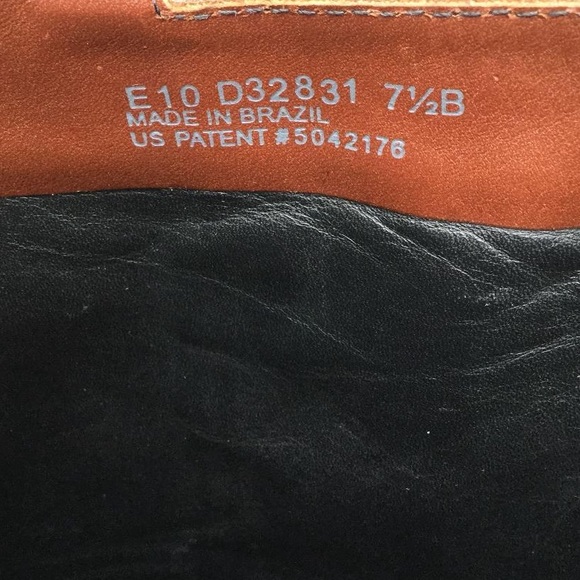 E10 D32831 7½B
MADE IN BRAZIL
US PATENT #5042176